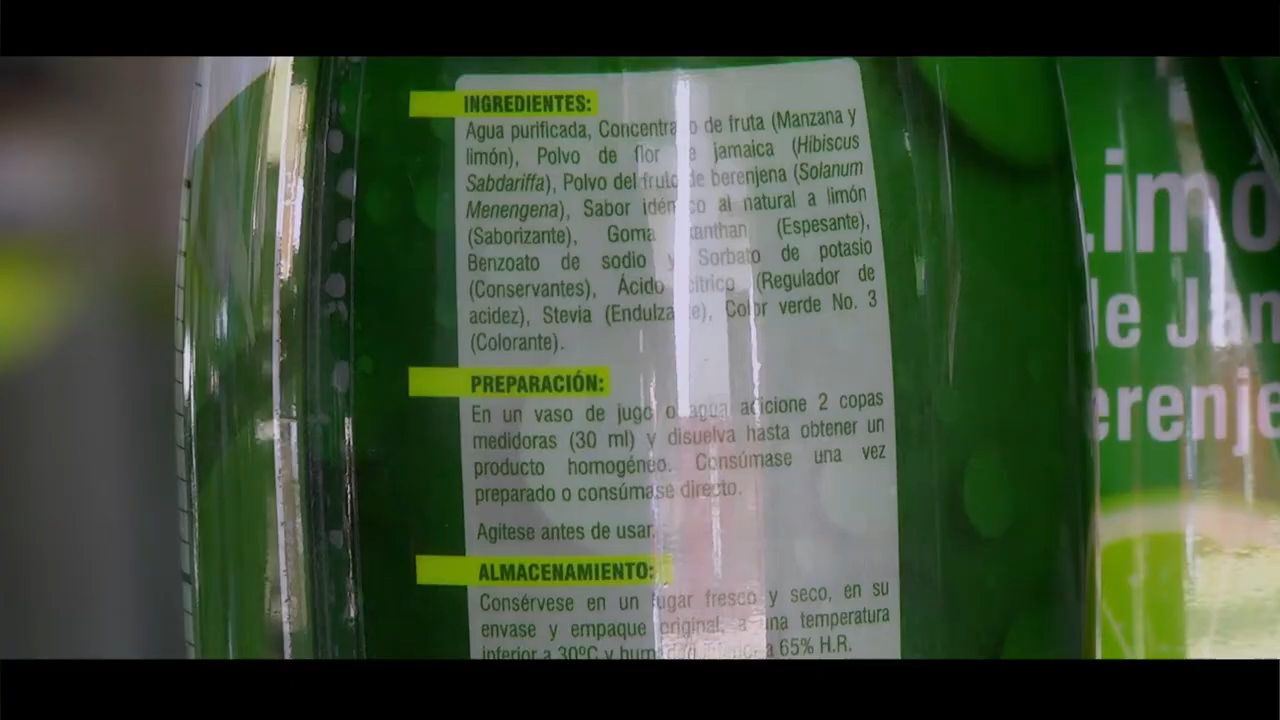 INGREDIENTES:
Agua purificada, Concentrado de fruta (Manzana y
limón), Polvo de flor de jamaica (Hibiscus
Sabdariffa), Polvo del fruto de berenjena (Solanum
Menengena), Sabor idéntico al natural a limón
(Saborizante), Goma xanthan (Espesante),
Benzoato de sodio y Sorbato de potasio
(Conservantes), Ácido cítrico (Regulador de
acidez), Stevia (Endulzante), Color verde No. 3
(Colorante).
PREPARACIÓN:
En un vaso de jugo o agua adicione 2 copas
medidoras (30 ml) y disuelva hasta obtener un
producto homogéneo. Consúmase una vez
preparado o consúmase directo.
Agitese antes de usar.
ALMACENAMIENTO:
Consérvese en un lugar fresco y seco, en su
envase y empaque original, a una temperatura
inferior a 30ºC y a 65% H.R.